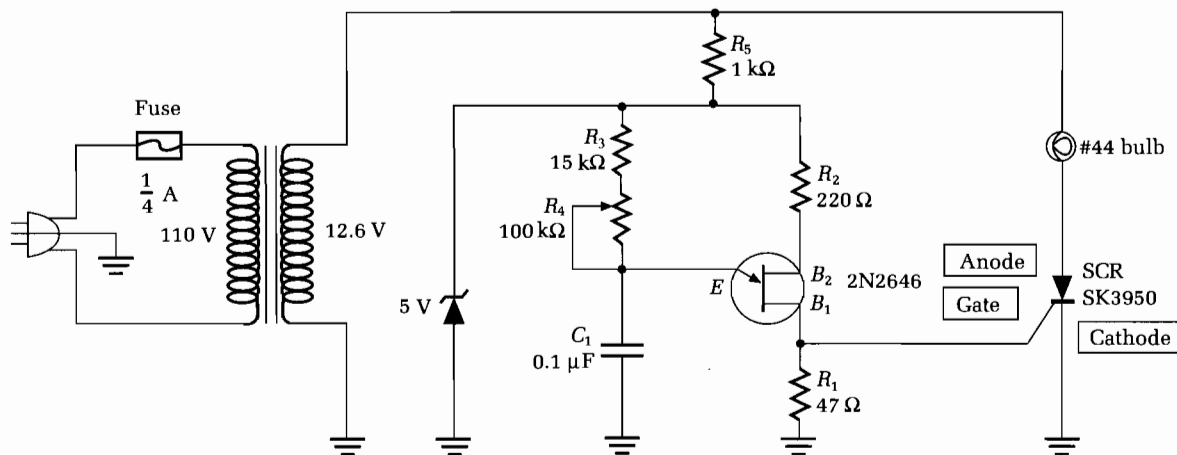 Fuse
1/4 A
110 V
12.6 V
5 V
R5
1 kΩ
R3
15 kΩ
R4
100 kΩ
R2
220 Ω
E
B2
B1
2N2646
C1
0.1 μF
R1
47 Ω
#44 bulb
Anode
Gate
SCR
SK3950
Cathode